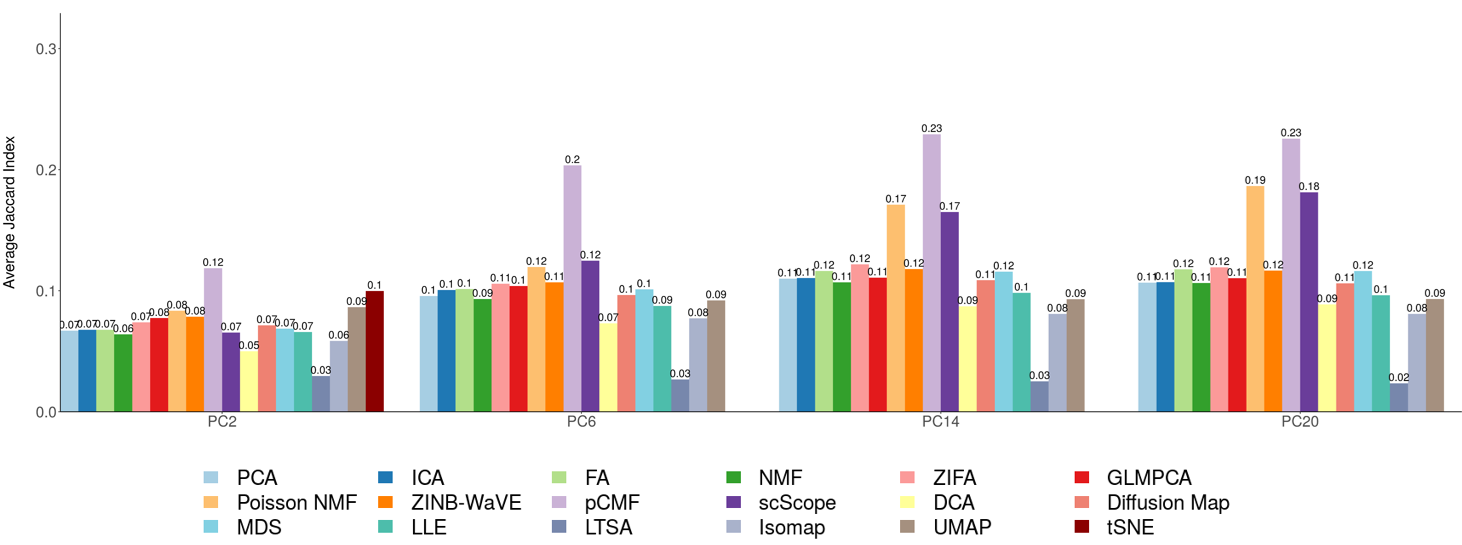 Average Jaccard Index
0.3
0.2
0.1
0.0
0.07 0.07 0.07 0.06 0.07 0.08 0.08 0.08 0.12 0.07 0.05 0.07 0.07 0.07 0.03 0.06 0.09 0.1
0.1 0.1 0.1 0.09 0.11 0.1 0.12 0.11 0.2 0.12 0.07 0.1 0.1 0.09 0.03 0.08 0.09
0.11 0.11 0.12 0.11 0.12 0.11 0.17 0.12 0.23 0.17 0.09 0.11 0.12 0.1 0.03 0.08 0.09
0.11 0.11 0.12 0.11 0.12 0.11 0.19 0.12 0.23 0.18 0.09 0.11 0.12 0.1 0.02 0.08 0.09
PC2 PC6 PC14 PC20
PCA ICA FA NMF ZIFA GLMPCA
Poisson NMF ZINB-WaVE pCMF scScope DCA Diffusion Map
MDS LLE LTSA Isomap UMAP tSNE